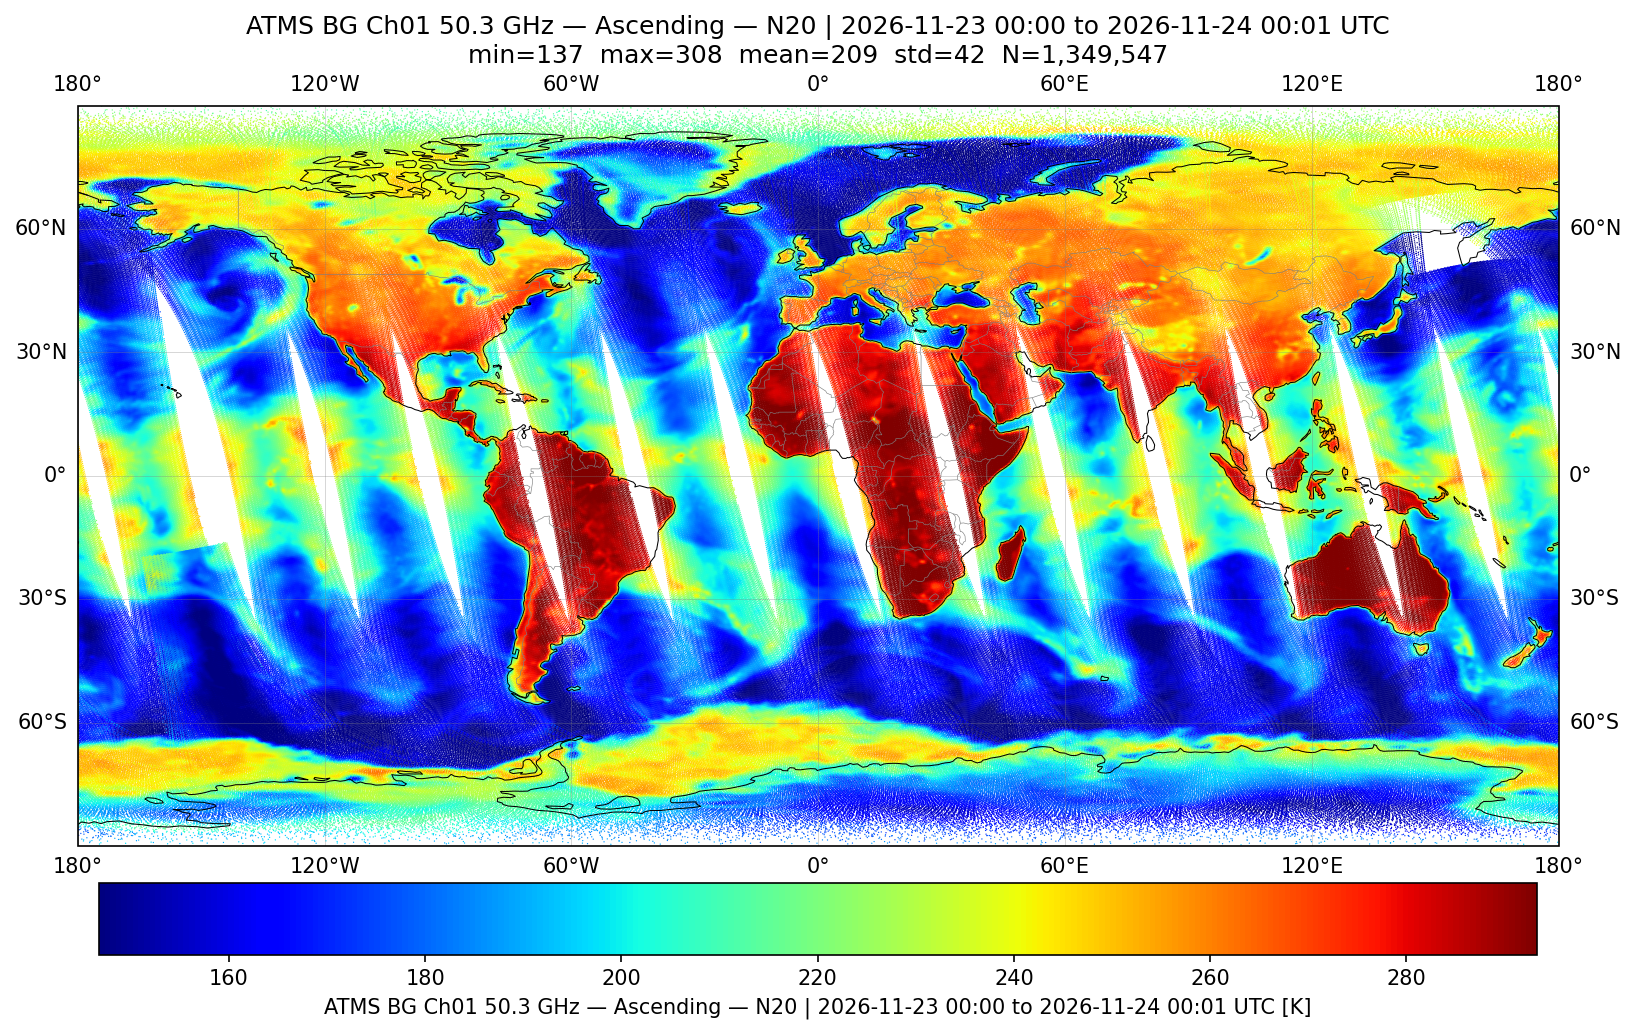 ATMS BG Ch01 50.3 GHz — Ascending — N20 | 2026-11-23 00:00 to 2026-11-24 00:01 UTC
min=137 max=308 mean=209 std=42 N=1,349,547
180° 120°W 60°W 0° 60°E 120°E 180°
60°N 60°N
30°N 30°N
0° 0°
30°S 30°S
60°S 60°S
180° 120°W 60°W 0° 60°E 120°E 180°
160 180 200 220 240 260 280
ATMS BG Ch01 50.3 GHz — Ascending — N20 | 2026-11-23 00:00 to 2026-11-24 00:01 UTC [K]